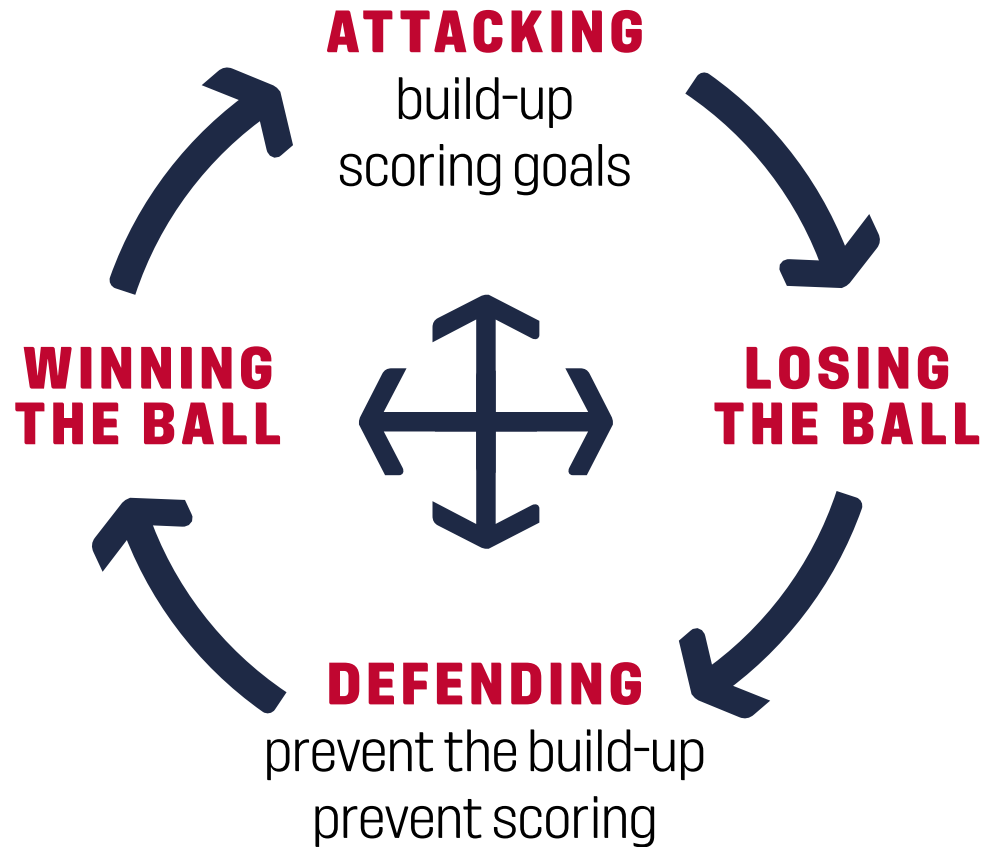 ATTACKING
build-up
scoring goals
WINNING
THE BALL
LOSING
THE BALL
DEFENDING
prevent the build-up
prevent scoring